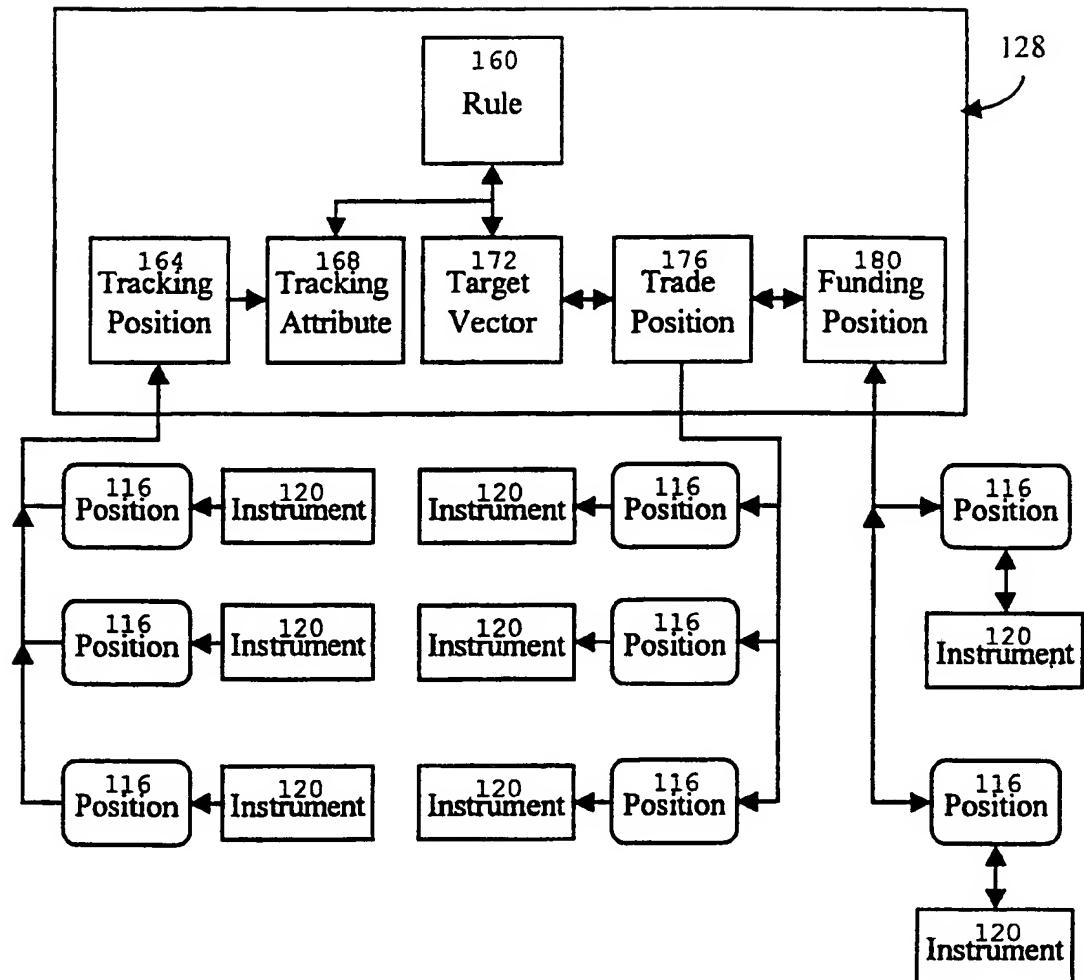 128
160
Rule
164
Tracking
Position
168
Tracking
Attribute
172
Target
Vector
176
Trade
Position
180
Funding
Position
116
Position
120
Instrument
120
Instrument
116
Position
116
Position
120
Instrument
116
Position
120
Instrument
120
Instrument
116
Position
116
Position
120
Instrument
120
Instrument
116
Position
116
Position
120
Instrument